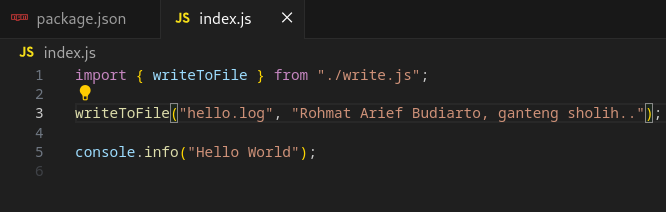 package.json
JS index.js ×
JS index.js
1 import { writeToFile } from "./write.js";
2
3 writeToFile("hello.log", "Rohmat Arief Budiarto, ganteng sholih..");
4
5 console.info("Hello World");
6